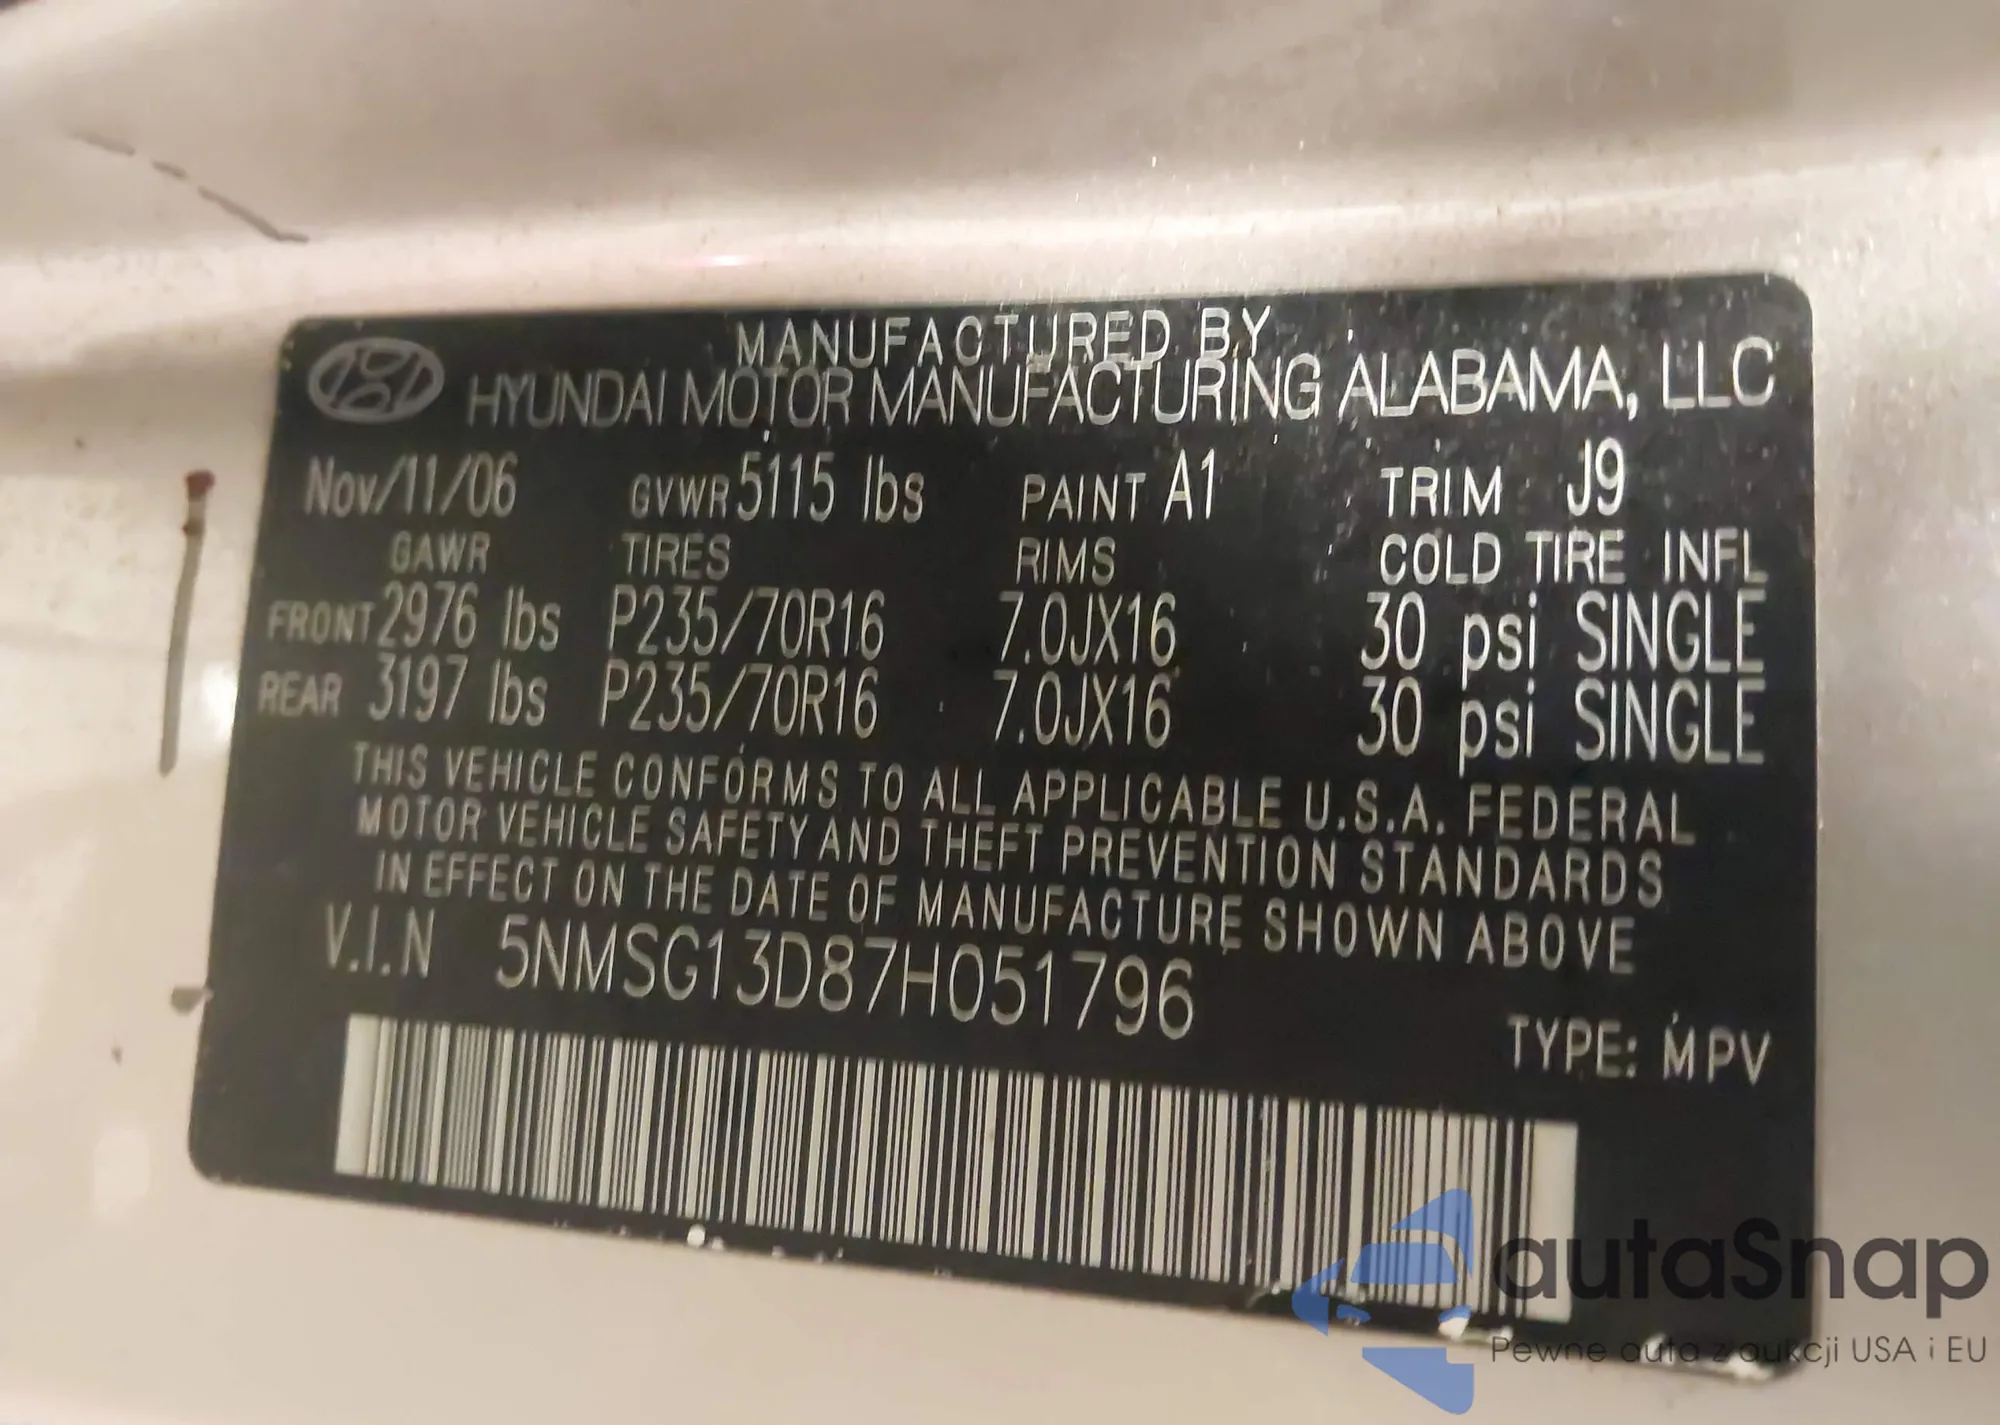 MANUFACTURED BY
HYUNDAI MOTOR MANUFACTURING ALABAMA, LLC
Nov/11/06 GVWR 5115 lbs PAINT A1 TRIM J9
GAWR TIRES RIMS COLD TIRE INFL
FRONT 2976 lbs P235/70R16 7.0JX16 30 psi SINGLE
REAR 3197 lbs P235/70R16 7.0JX16 30 psi SINGLE
THIS VEHICLE CONFORMS TO ALL APPLICABLE U.S.A. FEDERAL
MOTOR VEHICLE SAFETY AND THEFT PREVENTION STANDARDS
IN EFFECT ON THE DATE OF MANUFACTURE SHOWN ABOVE
V.I.N 5NMSG13D87H051796
TYPE: MPV
autaSnap
Pewne auta z aukcji USA i EU